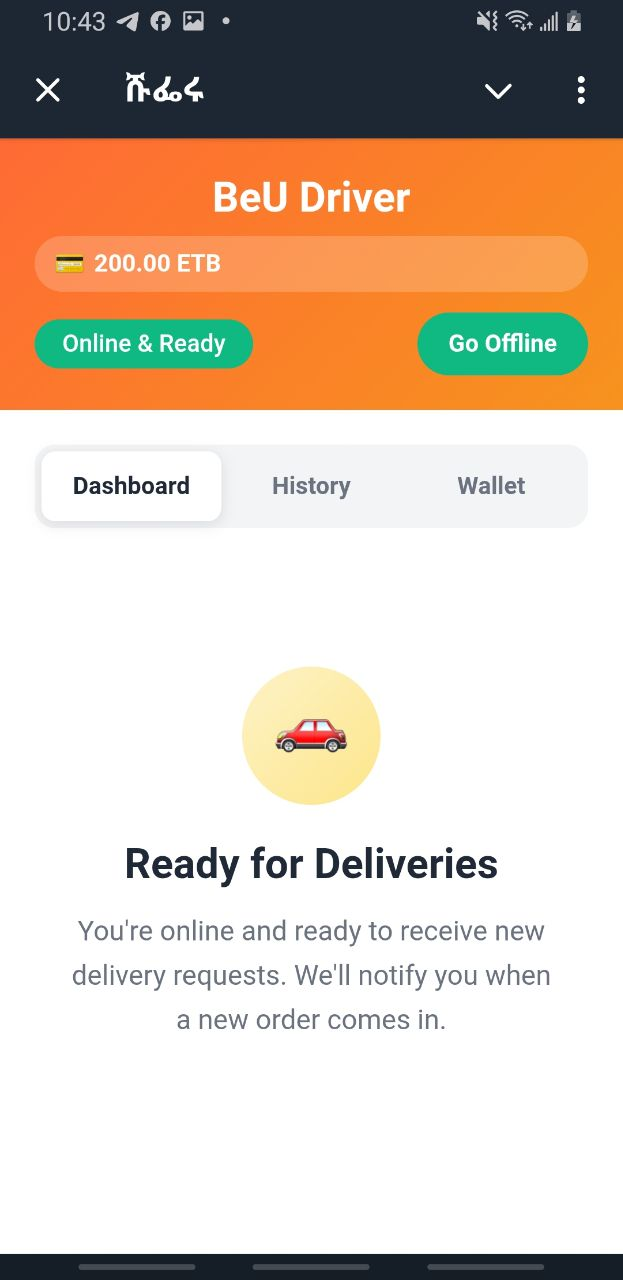 10:43
ሹፌሩ
BeU Driver
200.00 ETB
Online & Ready
Go Offline
Dashboard
History
Wallet
Ready for Deliveries
You're online and ready to receive new
delivery requests. We'll notify you when
a new order comes in.